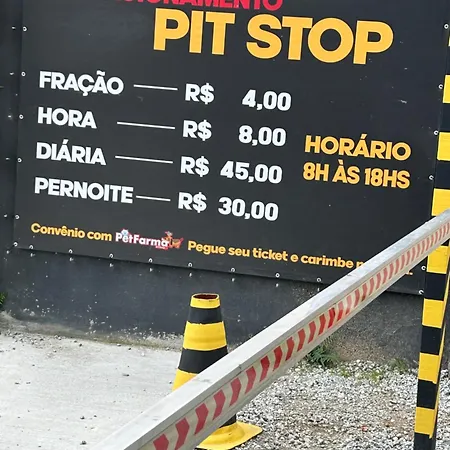 ESTACIONAMENTO
PIT STOP
FRAÇÃO R$ 4,00
HORA R$ 8,00
DIÁRIA R$ 45,00
PERNOITE R$ 30,00
HORÁRIO
8H ÀS 18HS
Convênio com PetFarma Pegue seu ticket e carimbe